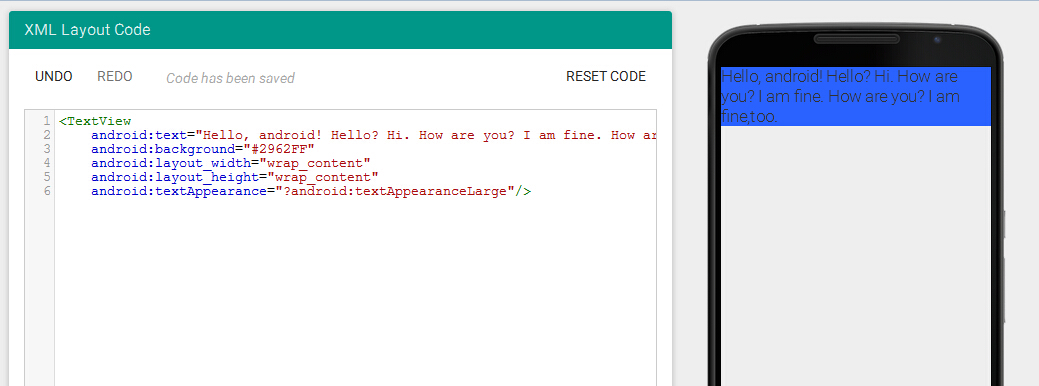 XML Layout Code
UNDO REDO Code has been saved RESET CODE
1 <TextView
2 android:text="Hello, android! Hello? Hi. How are you? I am fine. How ar
3 android:background="#2962FF"
4 android:layout_width="wrap_content"
5 android:layout_height="wrap_content"
6 android:textAppearance="?android:textAppearanceLarge"/>
Hello, android! Hello? Hi. How are
you? I am fine. How are you? I am
fine,too.